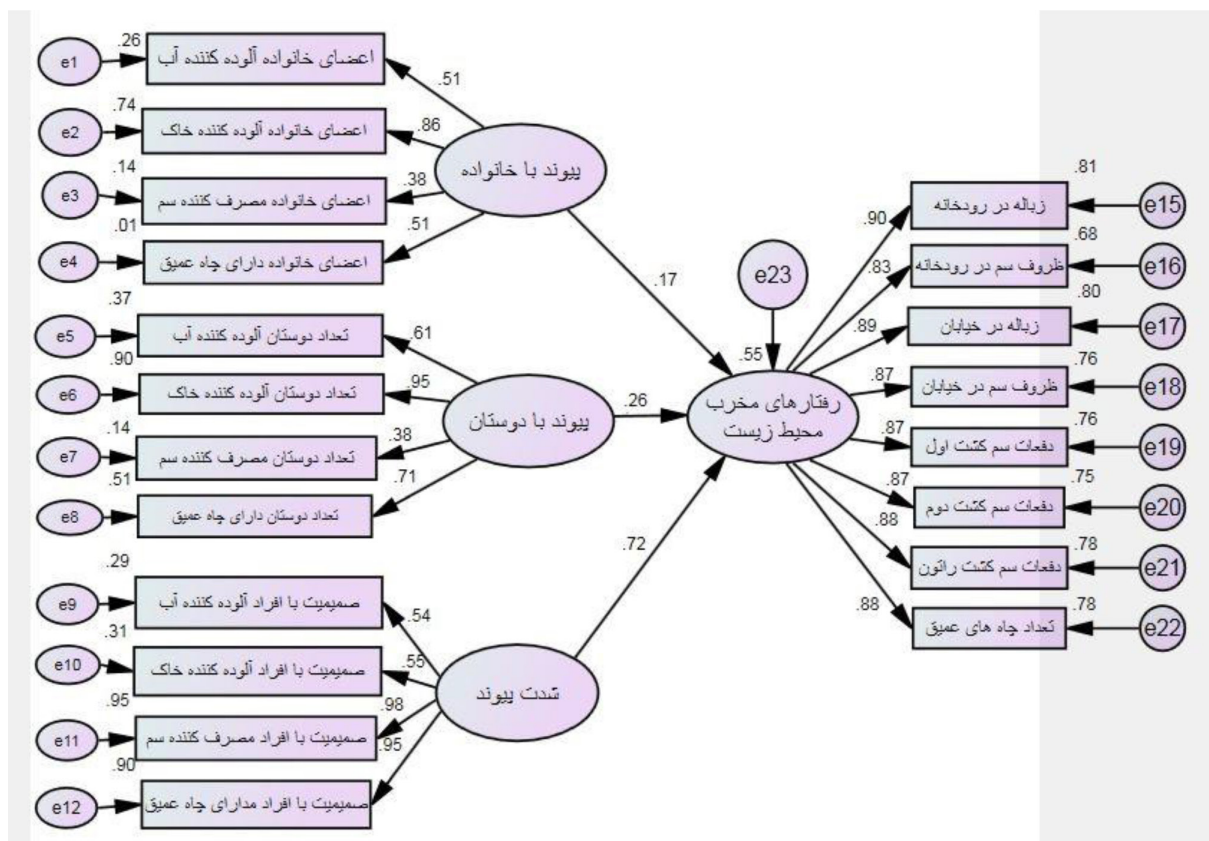 .26
e1
اعضای خانواده آلوده کننده آب
.51
.74
e2
اعضای خانواده آلوده کننده خاک
.86
.14
e3
اعضای خانواده مصرف کننده سم
.38
.01
e4
اعضای خانواده دارای چاه عمیق
.51
پیوند با خانواده
.17
.37
e5
تعداد دوستان آلوده کننده آب
.61
.90
e6
تعداد دوستان آلوده کننده خاک
.95
.14
e7
تعداد دوستان مصرف کننده سم
.38
.51
e8
تعداد دوستان دارای چاه عمیق
.71
پیوند با دوستان
.26
.29
e9
صمیمیت با افراد آلوده کننده آب
.54
.31
e10
صمیمیت با افراد آلوده کننده خاک
.55
.95
e11
صمیمیت با افراد مصرف کننده سم
.98
.90
e12
صمیمیت با افراد مدارای چاه عمیق
.95
شدت پیوند
.72
e23
.55
رفتارهای مخرب
محیط زیست
.90
زباله در رودخانه
.81
e15
.83
ظروف سم در رودخانه
.68
e16
.89
زباله در خیابان
.80
e17
.87
ظروف سم در خیابان
.76
e18
.87
دفعات سم کشت اول
.76
e19
.87
دفعات سم کشت دوم
.75
e20
.88
دفعات سم کشت راتون
.78
e21
.88
تعداد چاه های عمیق
.78
e22